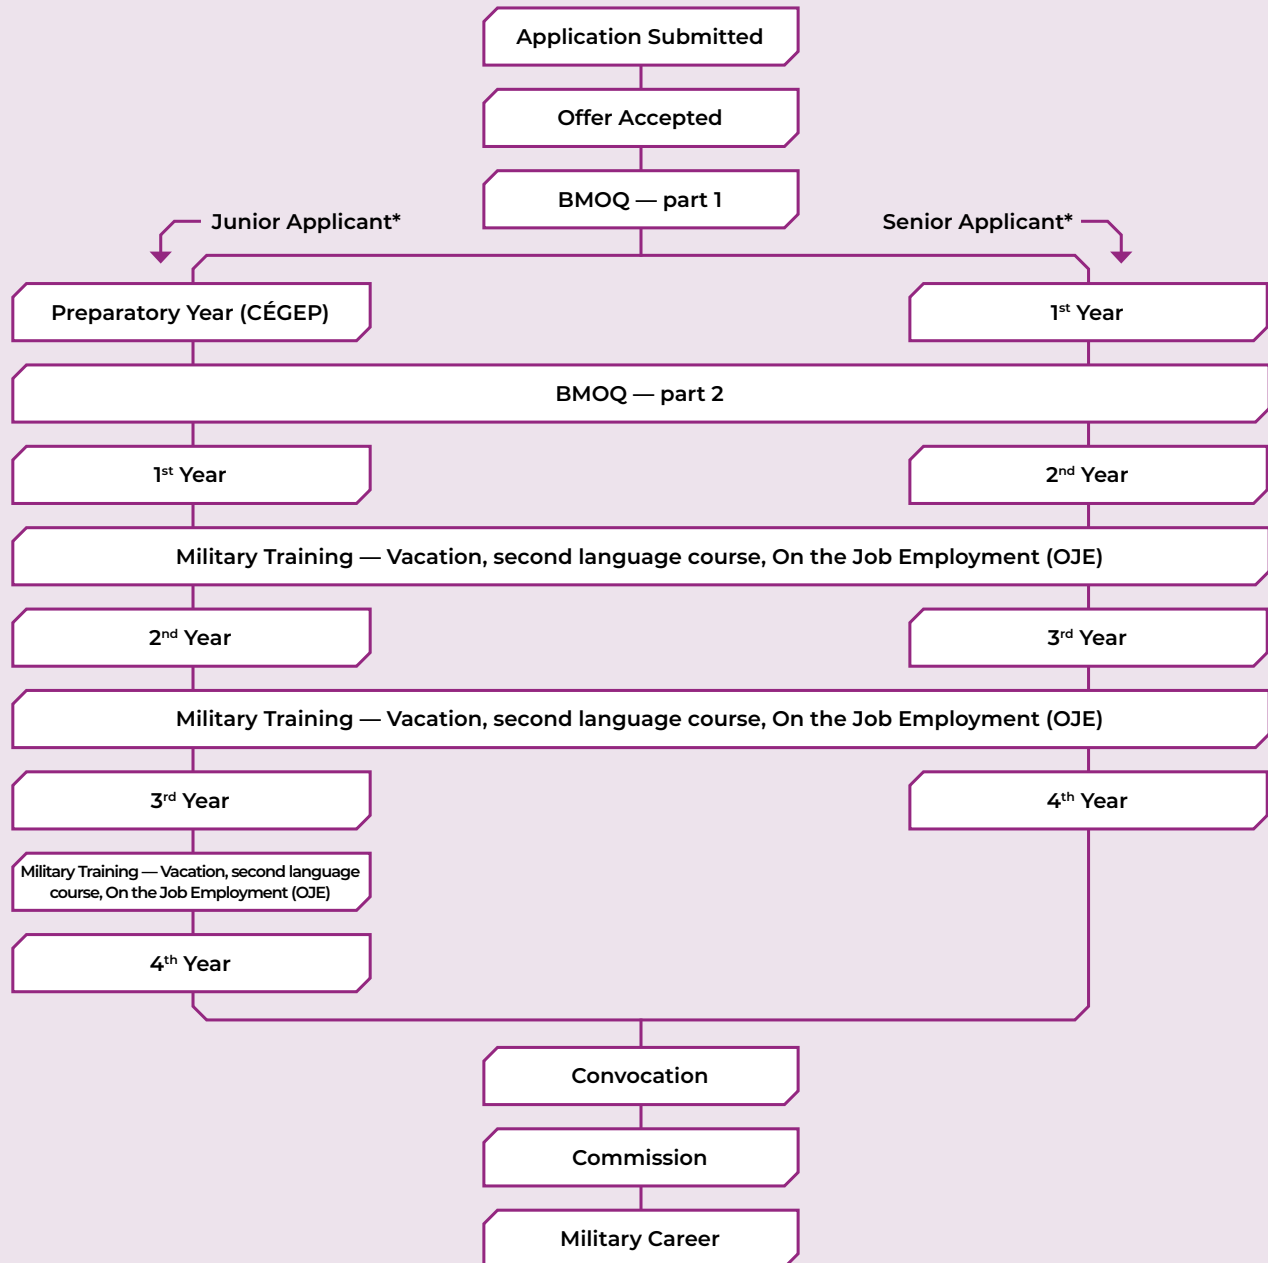 Application Submitted
Offer Accepted
BMOQ — part 1
Junior Applicant*
Senior Applicant*
Preparatory Year (CÉGEP)
1st Year
BMOQ — part 2
1st Year
2nd Year
Military Training — Vacation, second language course, On the Job Employment (OJE)
2nd Year
3rd Year
Military Training — Vacation, second language course, On the Job Employment (OJE)
3rd Year
4th Year
Military Training — Vacation, second language
course, On the Job Employment (OJE)
4th Year
Convocation
Commission
Military Career